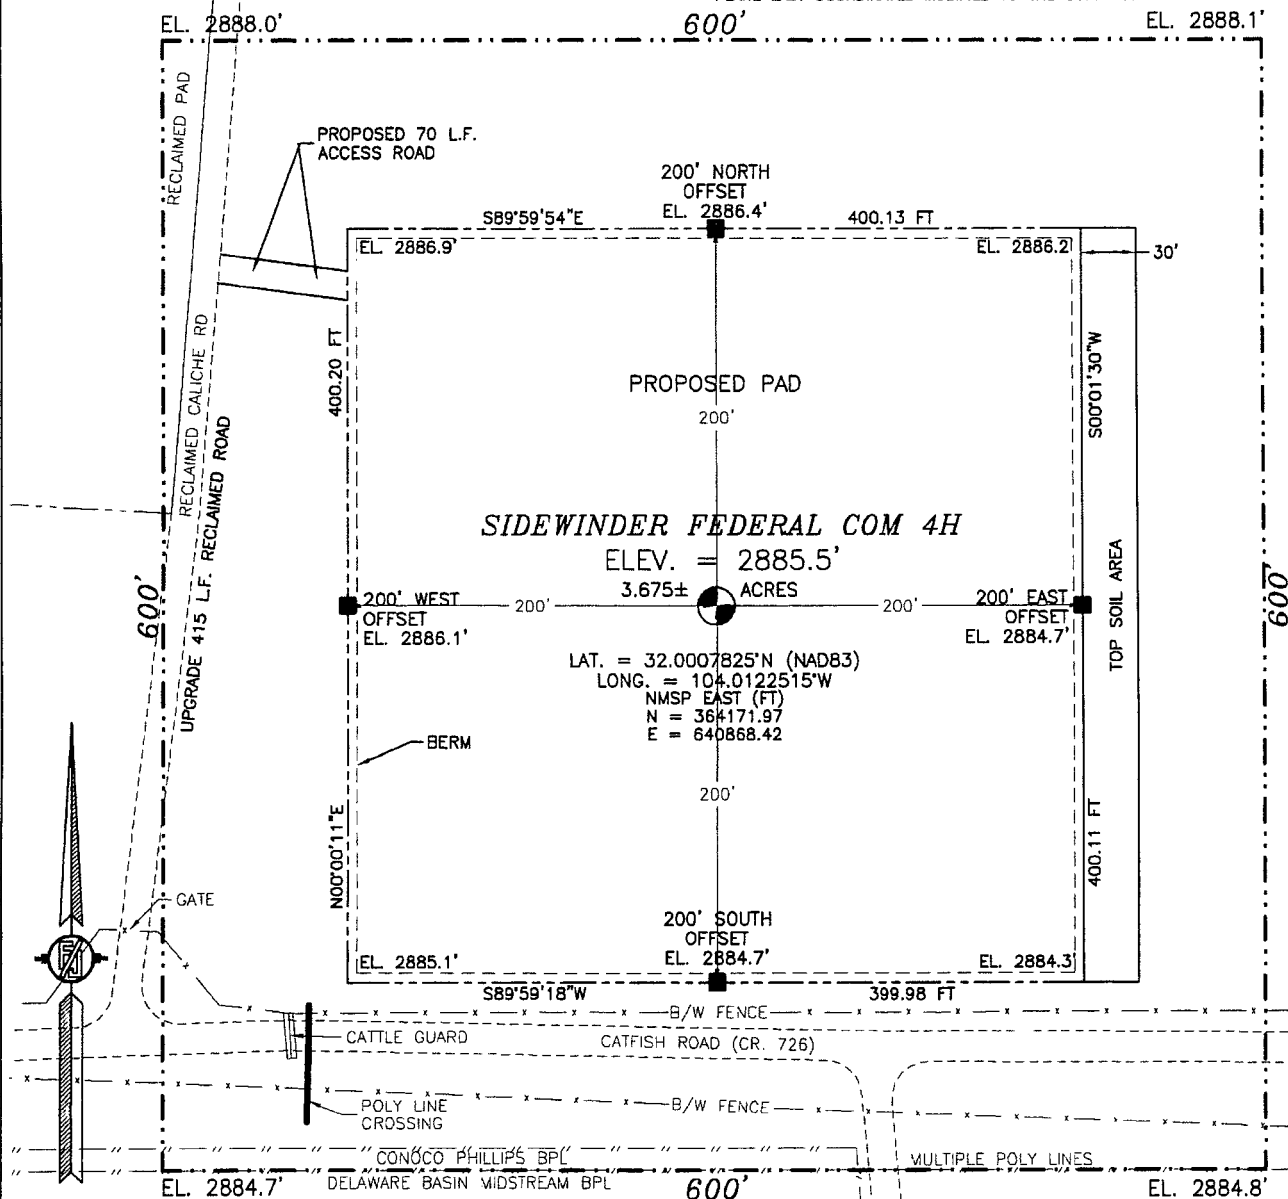 EL. 2888.0'
600'
EL. 2888.1'
RECLAIMED PAD
PROPOSED 70 L.F.
ACCESS ROAD
200' NORTH
OFFSET
EL. 2886.4'
S89°59'54"E
400.13 FT
EL. 2886.9'
EL. 2886.2
30'
RECLAIMED CALICHE RD
400.20 FT
PROPOSED PAD
200'
S00°01'30"W
UPGRADE 415 L.F. RECLAIMED ROAD
SIDEWINDER FEDERAL COM 4H
ELEV. = 2885.5'
3.675± ACRES
600'
200' WEST
OFFSET
EL. 2886.1'
200'
200'
200' EAST
OFFSET
EL. 2884.7'
TOP SOIL AREA
600'
LAT. = 32.0007825°N (NAD83)
LONG. = 104.0122515°W
NMSP EAST (FT)
N = 364171.97
E = 640868.42
BERM
200'
N00°00'11"E
400.11 FT
GATE
200' SOUTH
OFFSET
EL. 2884.7'
EL. 2885.1'
EL. 2884.3
S89°59'18"W
399.98 FT
B/W FENCE
CATTLE GUARD
CATFISH ROAD (CR. 726)
POLY LINE
CROSSING
B/W FENCE
CONOCO PHILLIPS BPL
MULTIPLE POLY LINES
EL. 2884.7'
DELAWARE BASIN MIDSTREAM BPL
600'
EL. 2884.8'